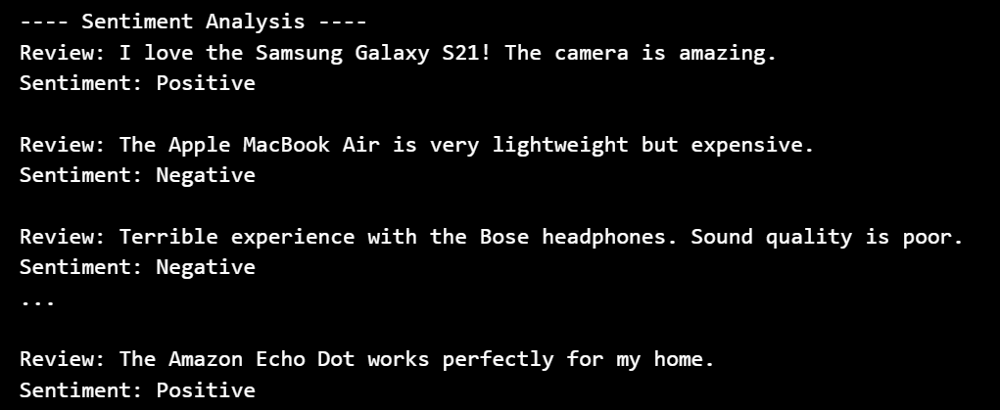 ---- Sentiment Analysis ----
Review: I love the Samsung Galaxy S21! The camera is amazing.
Sentiment: Positive
Review: The Apple MacBook Air is very lightweight but expensive.
Sentiment: Negative
Review: Terrible experience with the Bose headphones. Sound quality is poor.
Sentiment: Negative
...
Review: The Amazon Echo Dot works perfectly for my home.
Sentiment: Positive